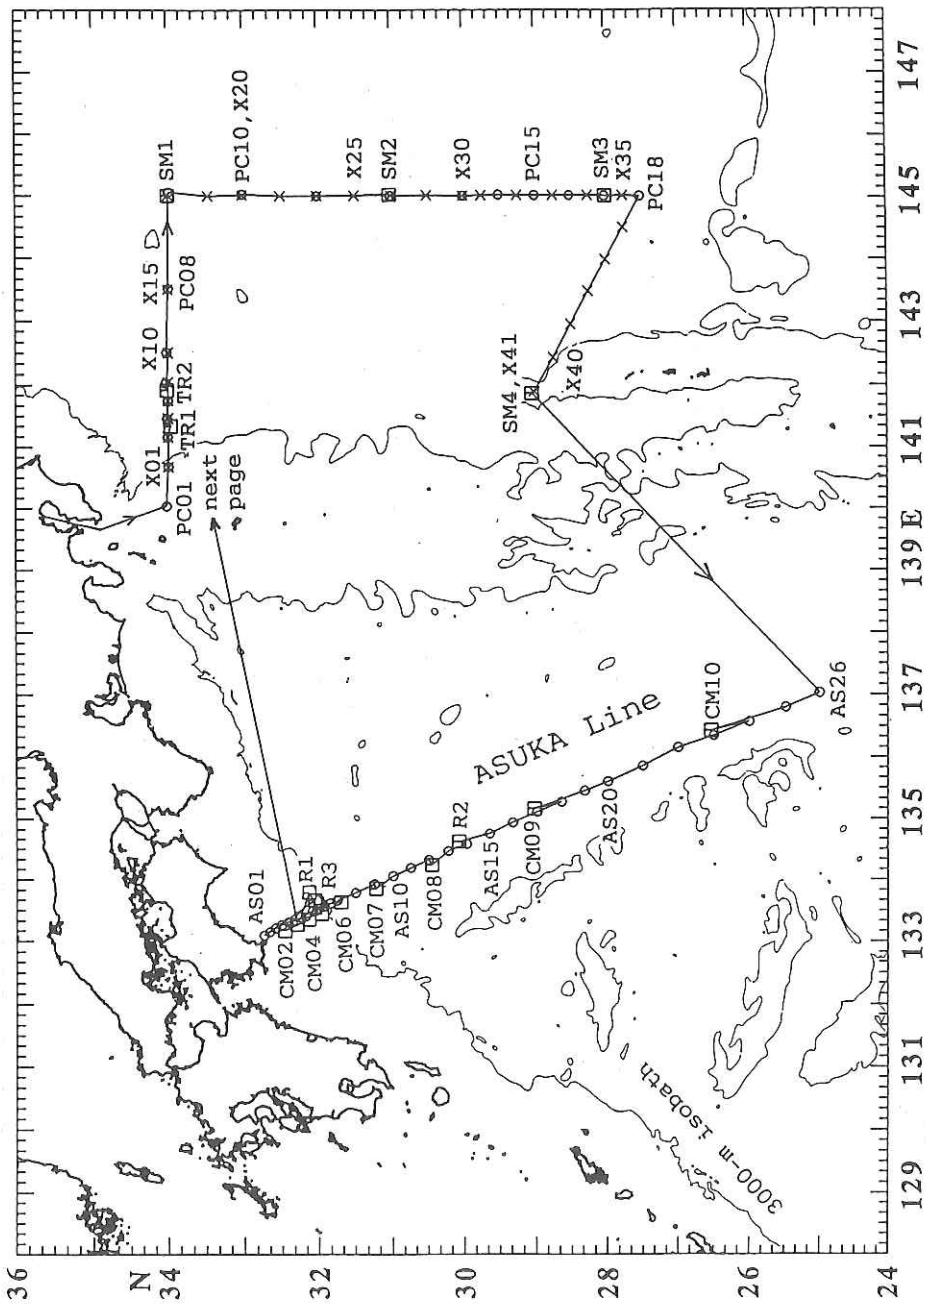 36
N
34
32
30
28
26
24
129
131
133
135
137
139
E
141
143
145
147
SM1
PC10,X20
X25
SM2
X30
PC15
SM3
X35
PC18
X15
PC08
X10
TR2
TR1
X01
PC01
next
page
SM4,X41
X40
CM10
AS26
ASUKA Line
AS20
CM09
R2
AS15
CM08
AS10
CM07
CM06
R3
R1
CM04
CM02
AS01
3000-m isobath